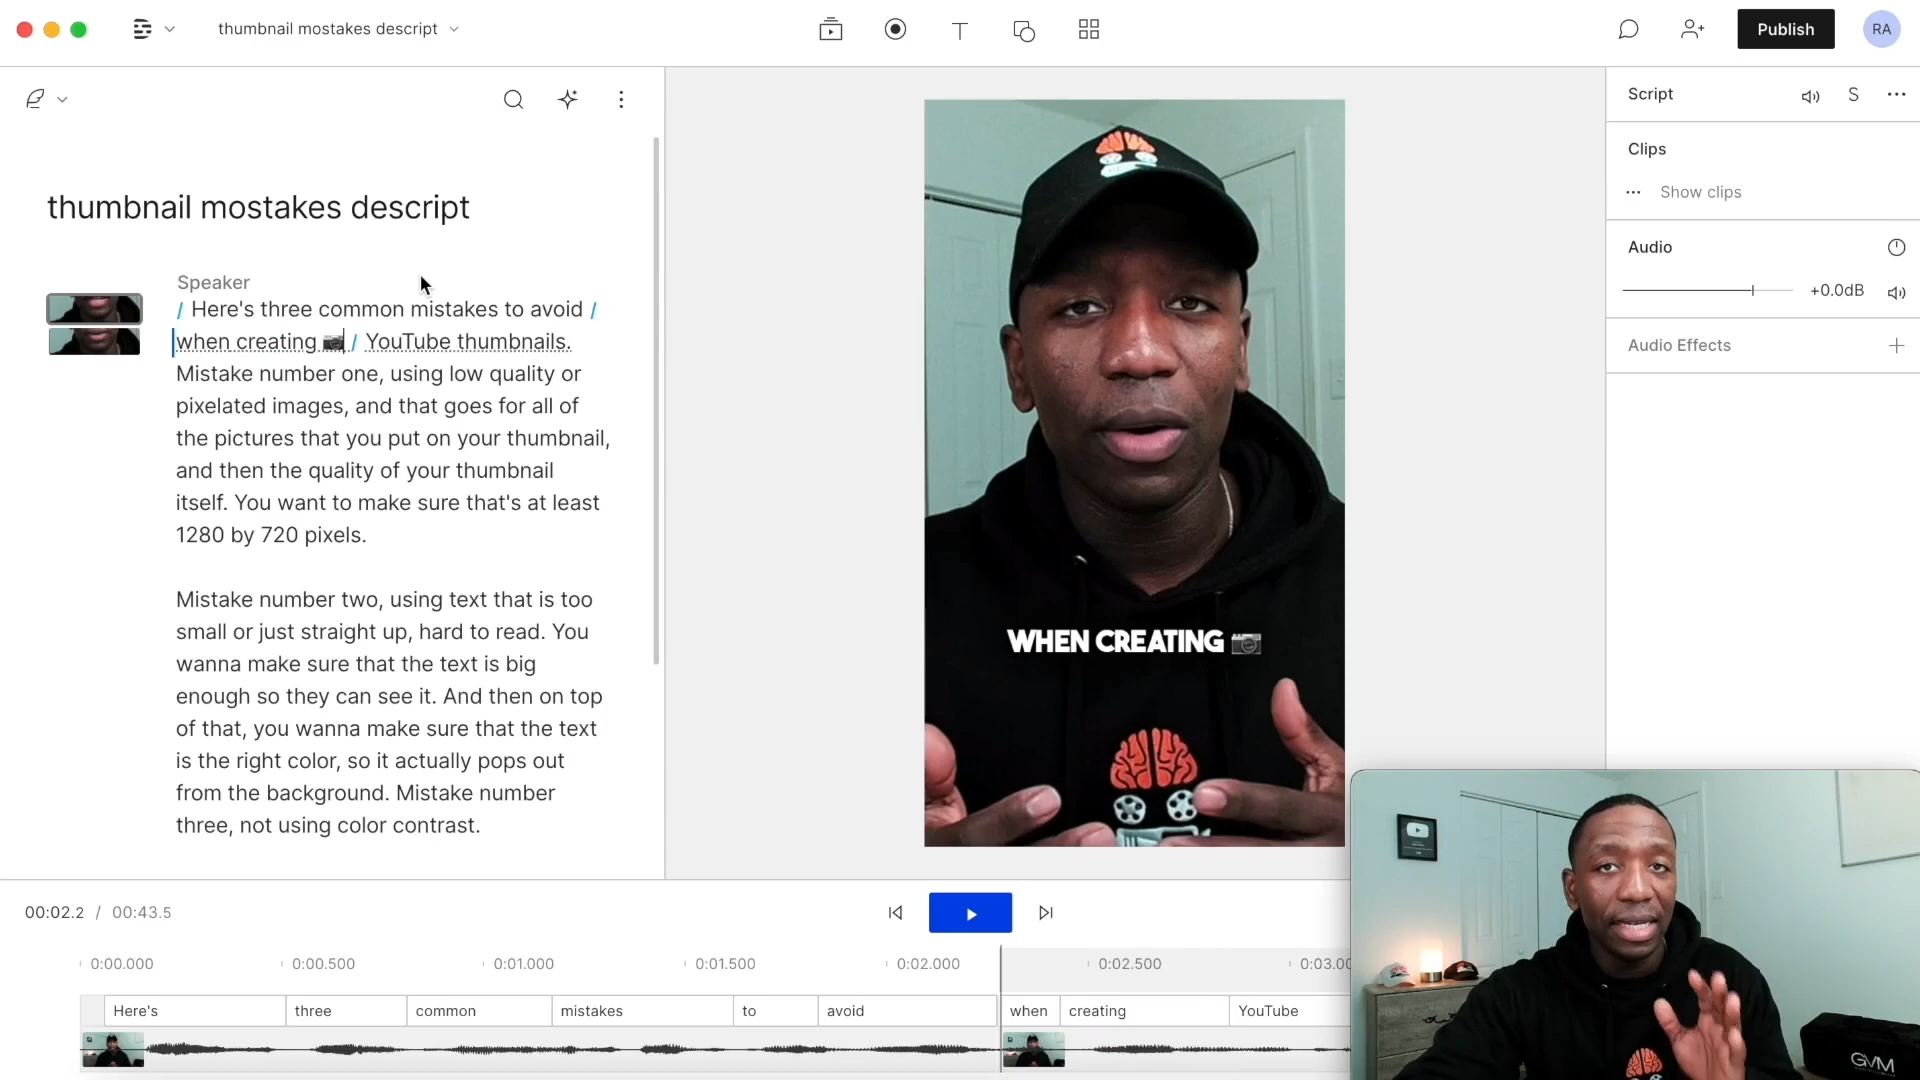 thumbnail mostakes descript
Publish
RA
Script
S
Clips
Show clips
Audio
+0.0dB
Audio Effects
thumbnail mostakes descript
Speaker
/ Here's three common mistakes to avoid /
when creating 📷 / YouTube thumbnails.
Mistake number one, using low quality or
pixelated images, and that goes for all of
the pictures that you put on your thumbnail,
and then the quality of your thumbnail
itself. You want to make sure that's at least
1280 by 720 pixels.
Mistake number two, using text that is too
small or just straight up, hard to read. You
wanna make sure that the text is big
enough so they can see it. And then on top
of that, you wanna make sure that the text
is the right color, so it actually pops out
from the background. Mistake number
three, not using color contrast.
WHEN CREATING 📷
00:02.2 / 00:43.5
0:00.000 0:00.500 0:01.000 0:01.500 0:02.000 0:02.500 0:03.00
Here's three common mistakes to avoid when creating YouTube
GVM